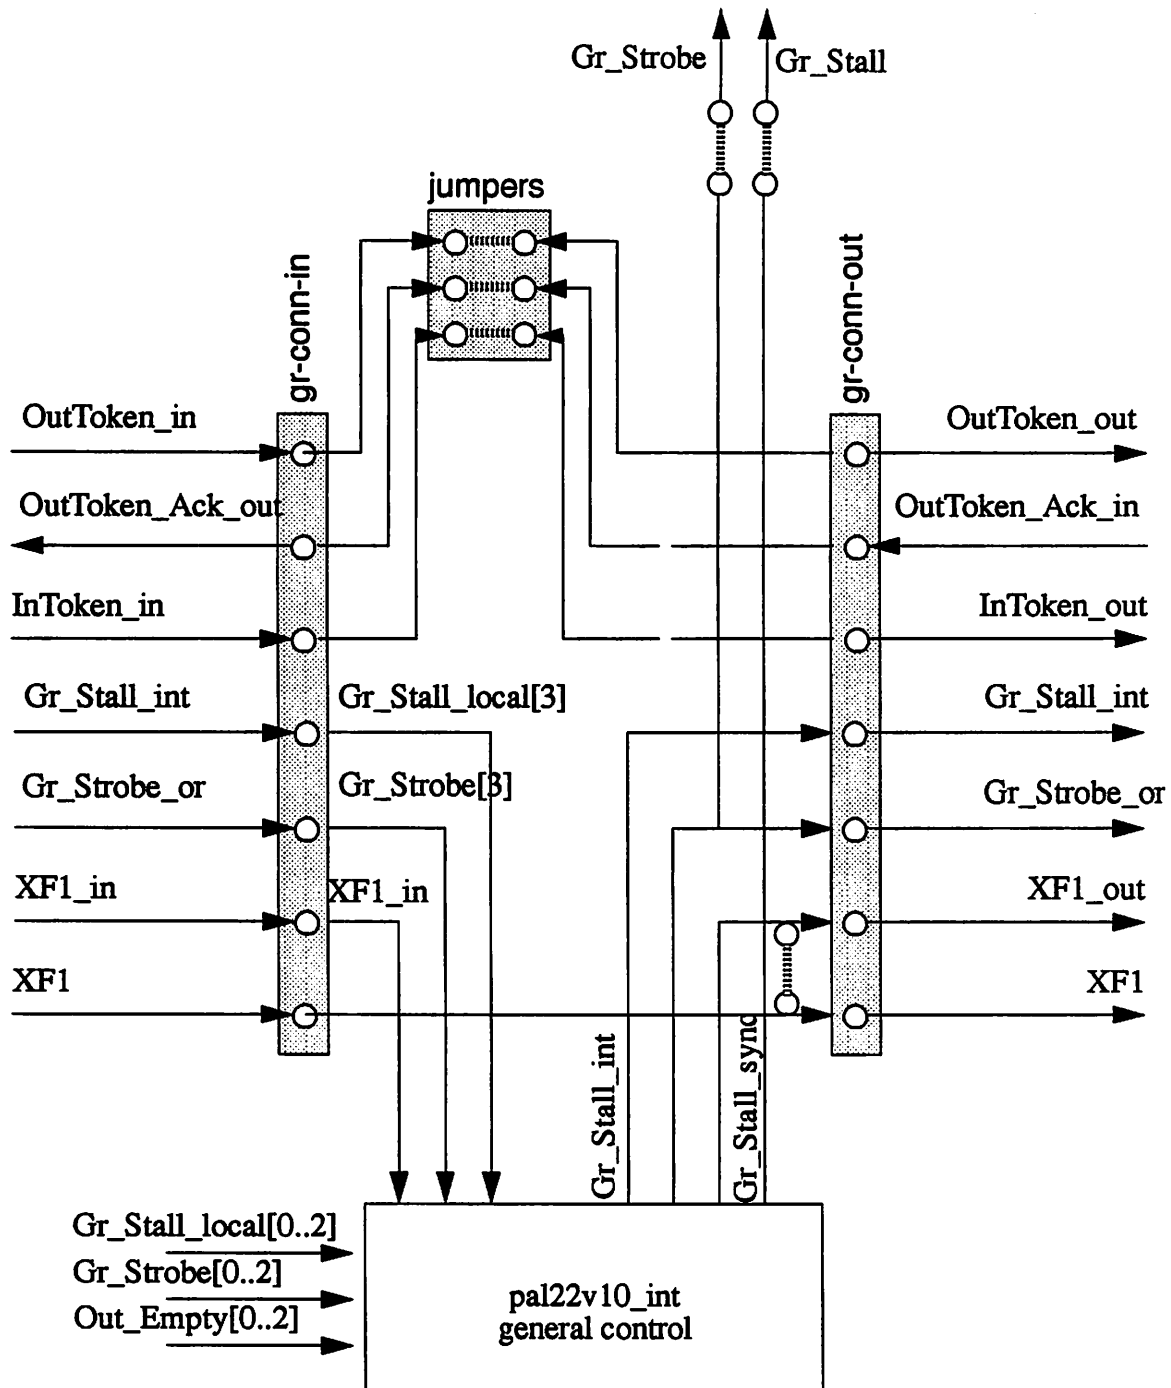 Gr_Strobe
Gr_Stall
jumpers
gr-conn-in
gr-conn-out
OutToken_in
OutToken_out
OutToken_Ack_out
OutToken_Ack_in
InToken_in
InToken_out
Gr_Stall_int
Gr_Stall_local[3]
Gr_Stall_int
Gr_Strobe_or
Gr_Strobe[3]
Gr_Strobe_or
XF1_in
XF1_in
XF1_out
XF1
XF1
Gr_Stall_int
Gr_Stall_sync
Gr_Stall_local[0..2]
Gr_Strobe[0..2]
Out_Empty[0..2]
pal22v10_int
general control